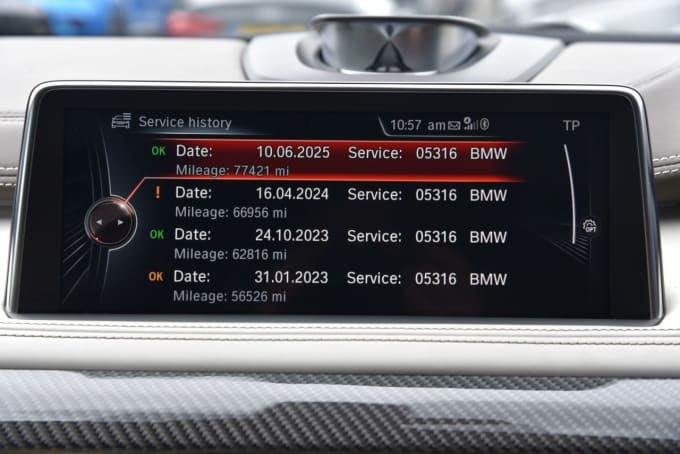 Service history
10:57 am
TP
OK Date: 10.06.2025 Service: 05316 BMW
Mileage: 77421 mi
! Date: 16.04.2024 Service: 05316 BMW
Mileage: 66956 mi
OK Date: 24.10.2023 Service: 05316 BMW
Mileage: 62816 mi
OPT
OK Date: 31.01.2023 Service: 05316 BMW
Mileage: 56526 mi